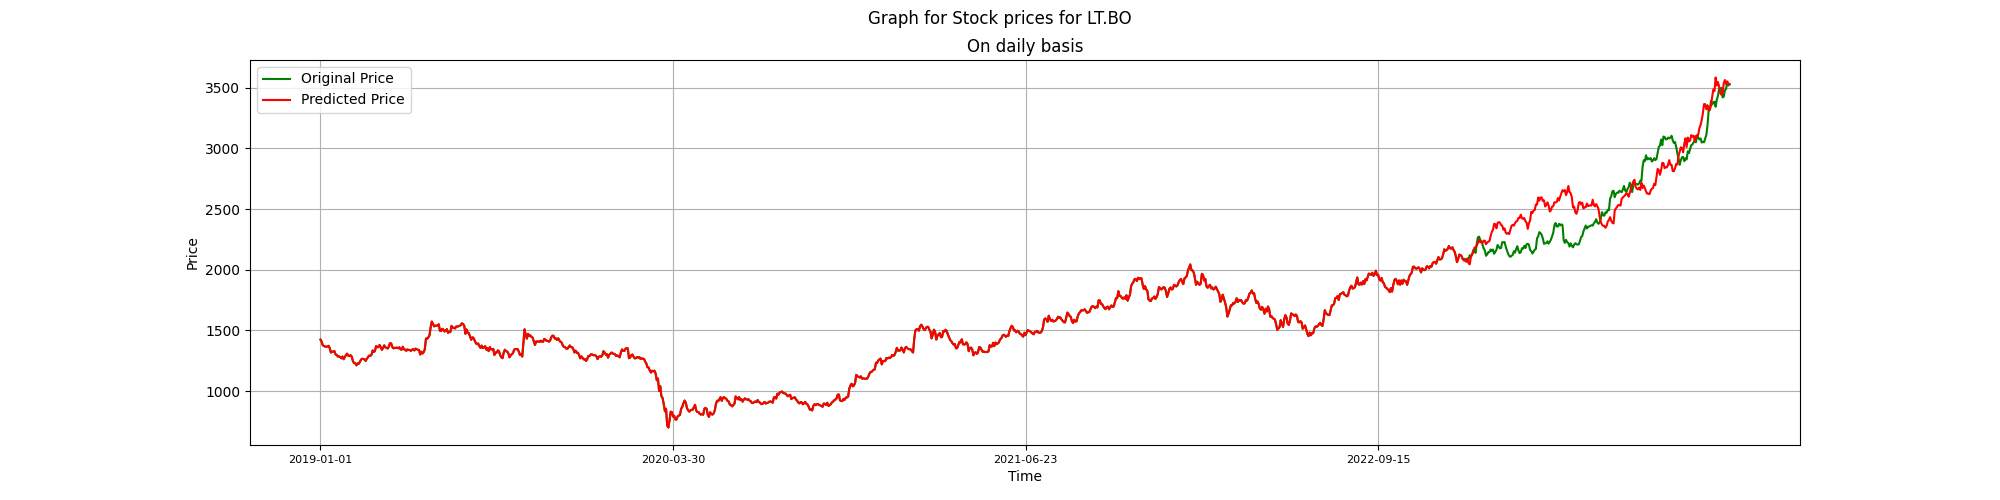 Graph for Stock prices for LT.BO
On daily basis
Original Price
Predicted Price
3500
3000
2500
2000
1500
1000
Price
2019-01-01
2020-03-30
2021-06-23
2022-09-15
Time